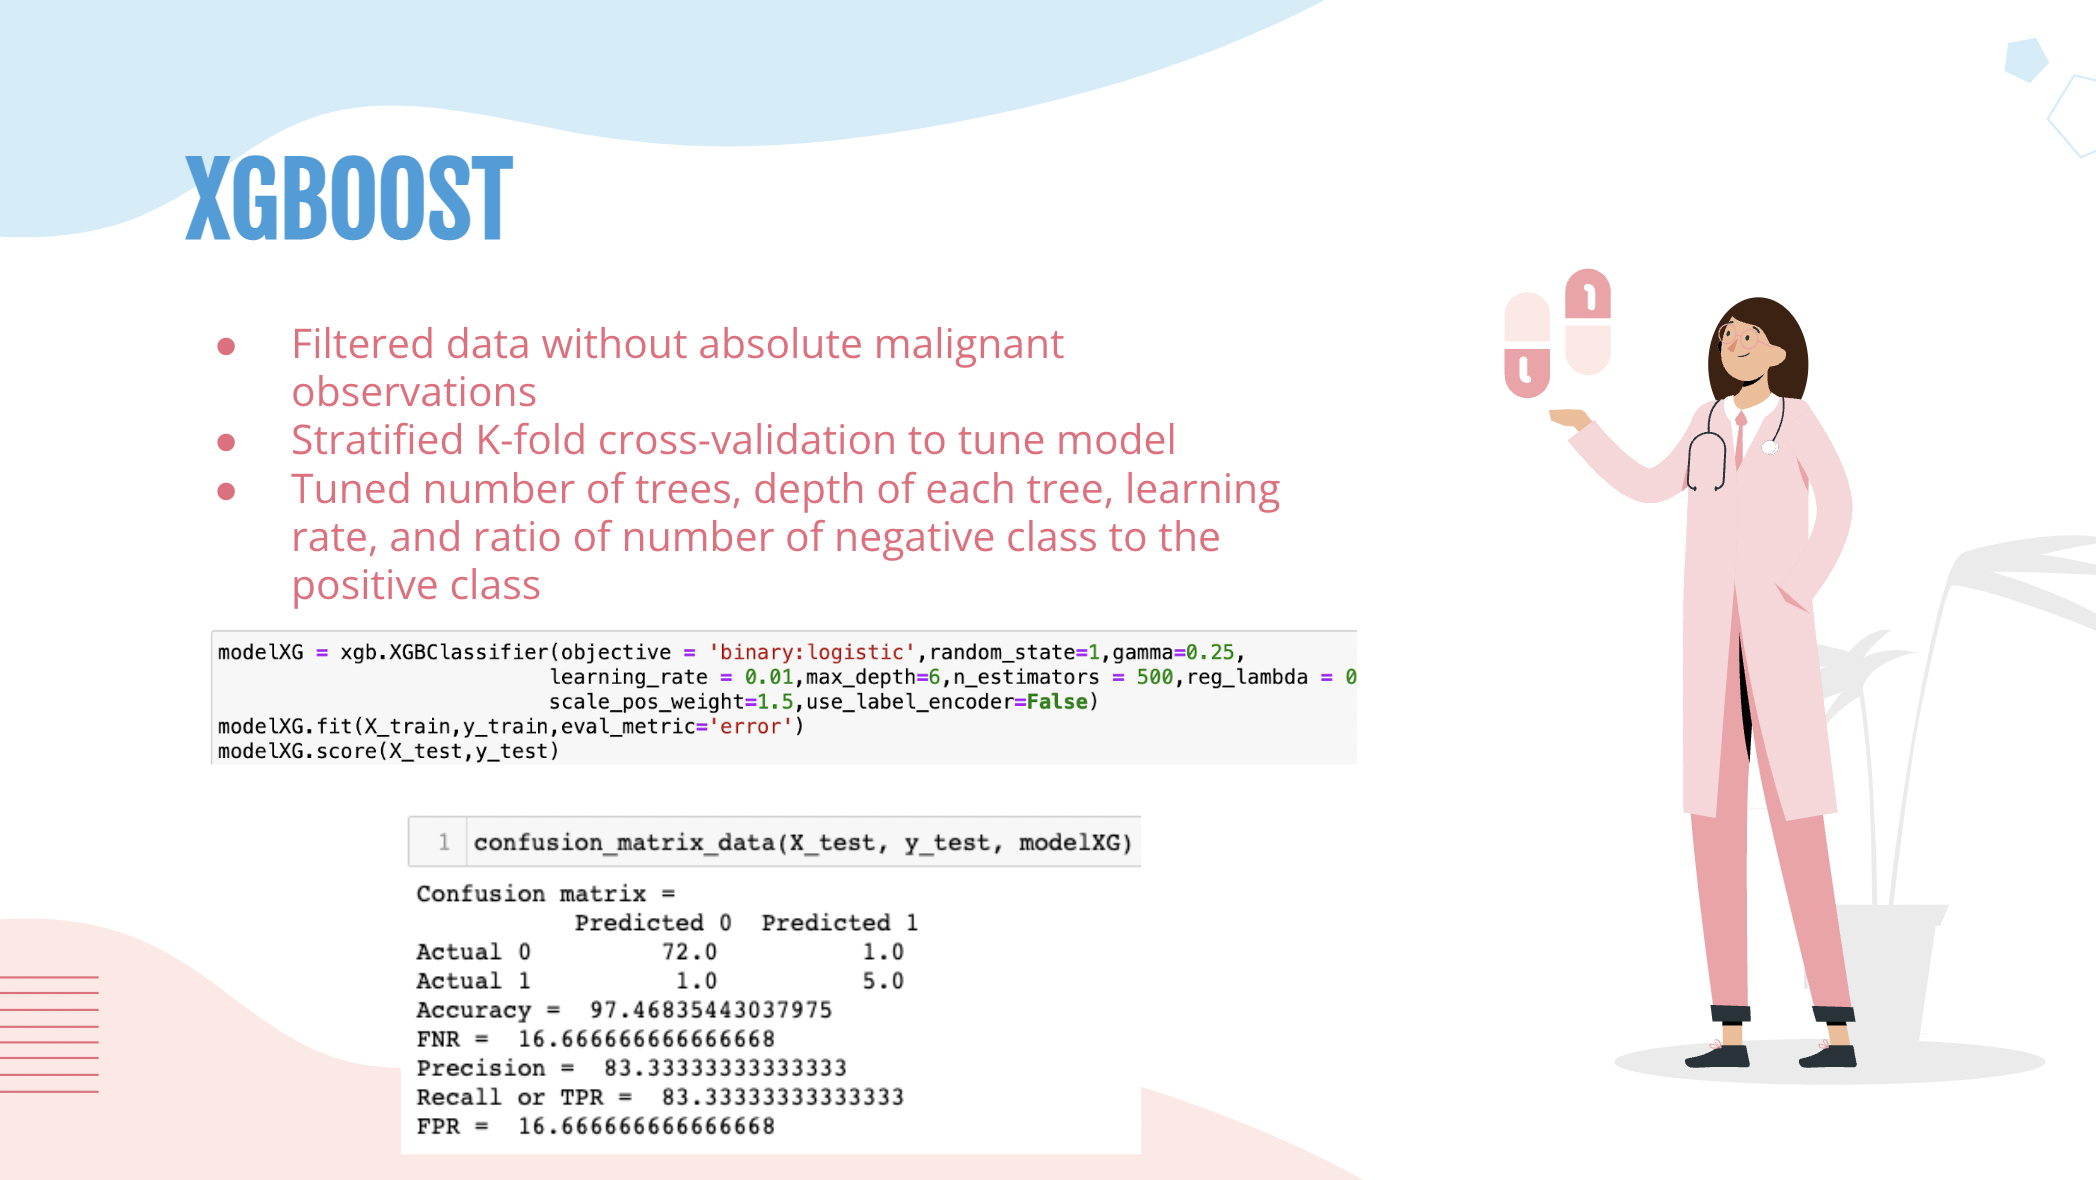 XGBOOST
● Filtered data without absolute malignant
observations
● Stratified K-fold cross-validation to tune model
● Tuned number of trees, depth of each tree, learning
rate, and ratio of number of negative class to the
positive class
modelXG = xgb.XGBClassifier(objective = 'binary:logistic',random_state=1,gamma=0.25,
learning_rate = 0.01,max_depth=6,n_estimators = 500,reg_lambda = 0
scale_pos_weight=1.5,use_label_encoder=False)
modelXG.fit(X_train,y_train,eval_metric='error')
modelXG.score(X_test,y_test)
1 confusion_matrix_data(X_test, y_test, modelXG)
Confusion matrix =
Predicted 0 Predicted 1
Actual 0 72.0 1.0
Actual 1 1.0 5.0
Accuracy = 97.46835443037975
FNR = 16.666666666666668
Precision = 83.33333333333333
Recall or TPR = 83.33333333333333
FPR = 16.666666666666668